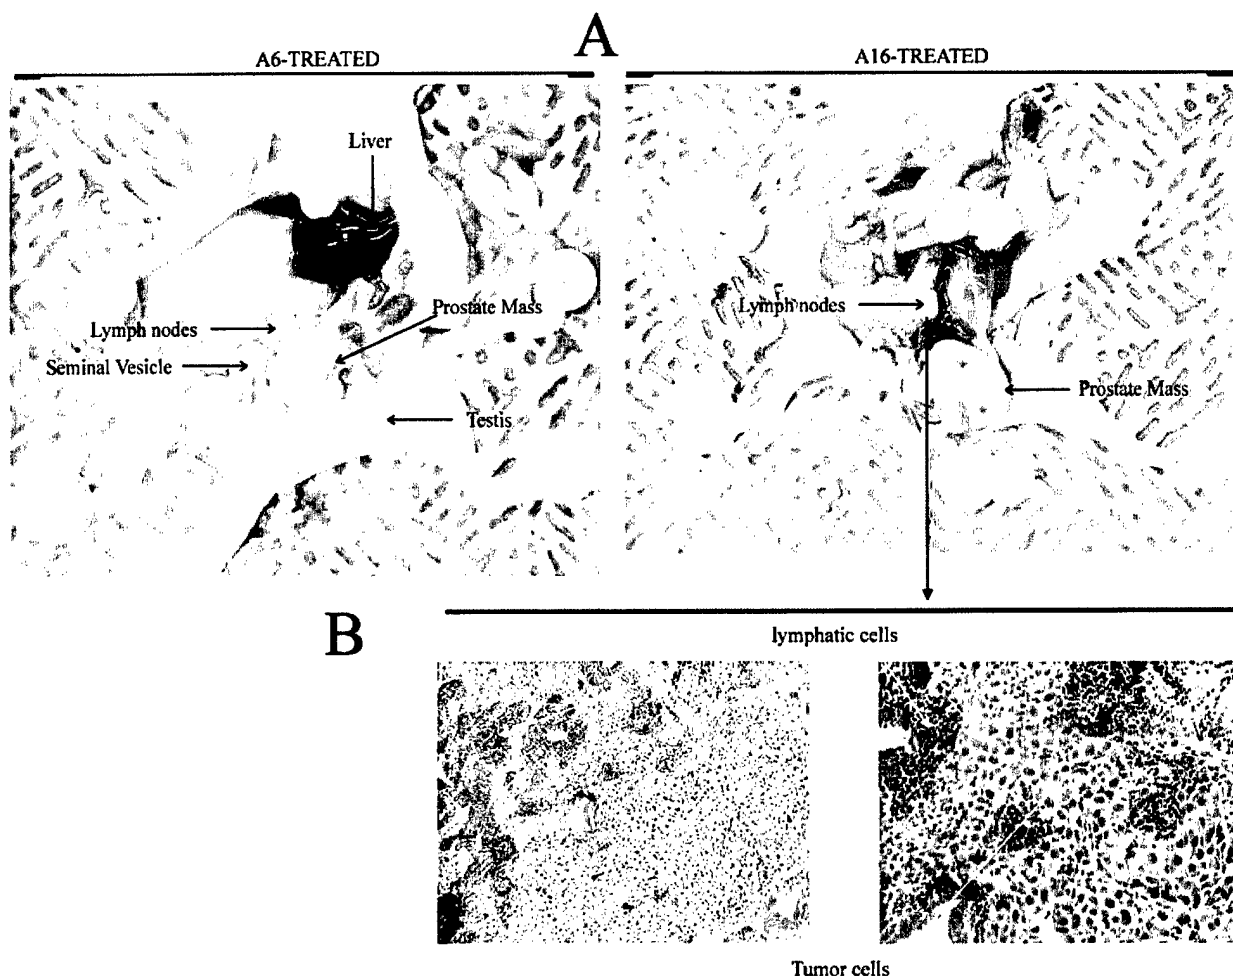 A
A6-TREATED
A16-TREATED
Liver
Lymph nodes
Prostate Mass
Seminal Vesicle
Testis
Lymph nodes
Prostate Mass
B
lymphatic cells
Tumor cells